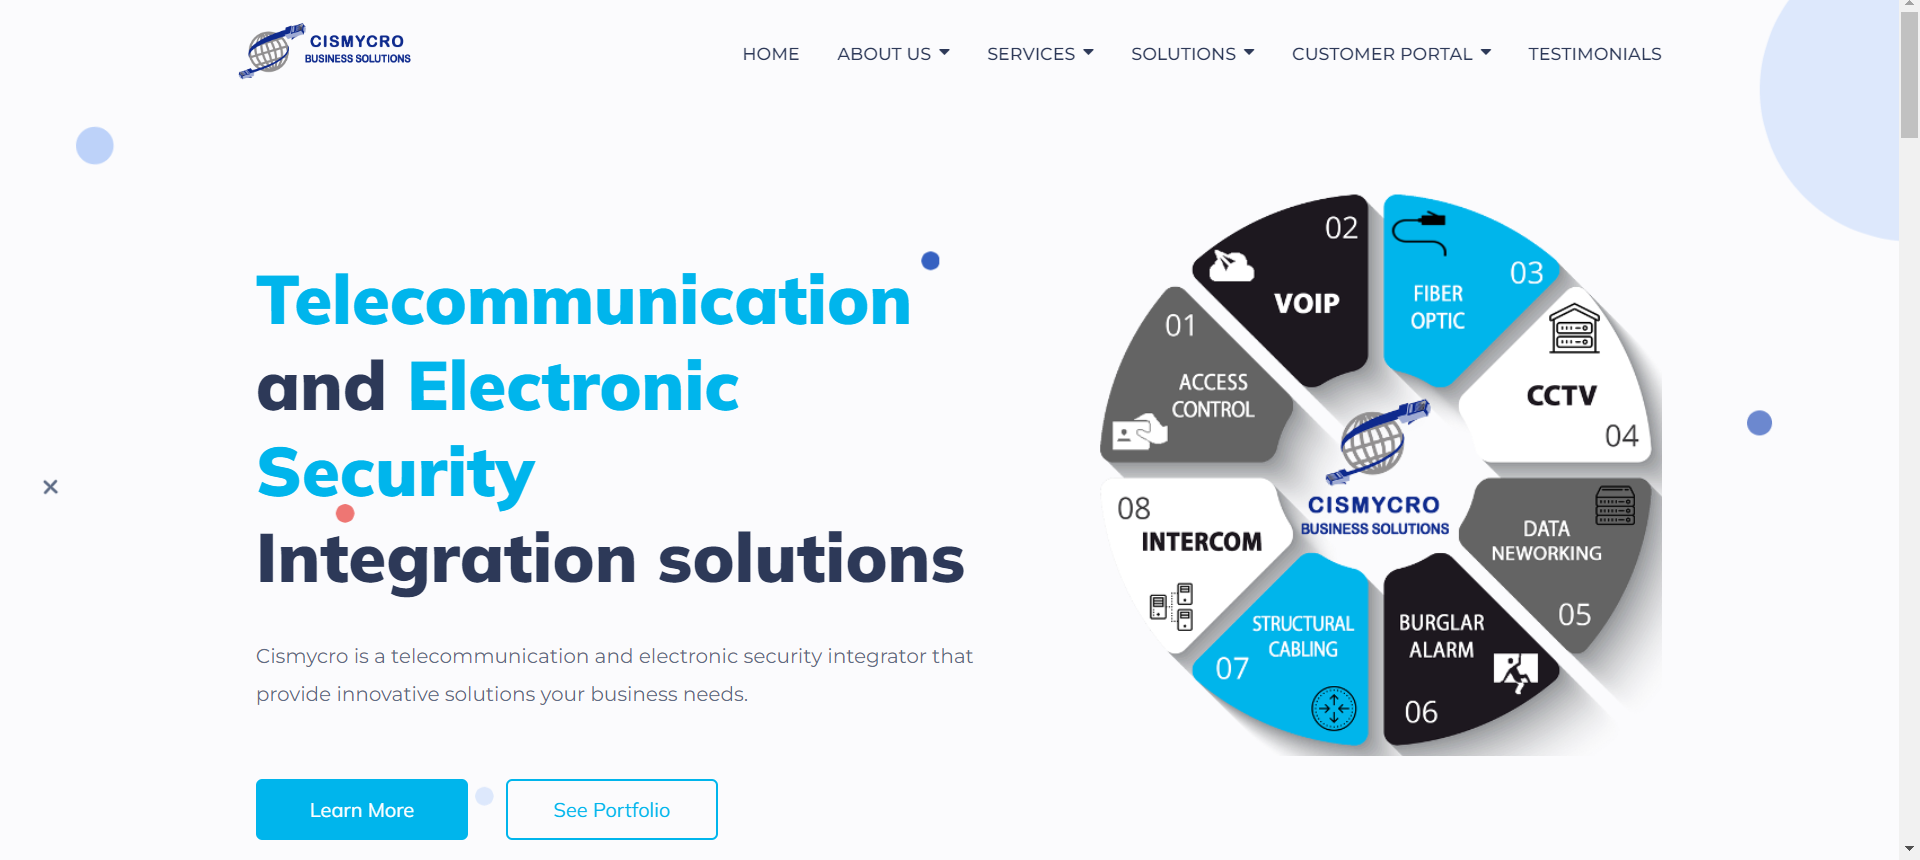 CISMYCRO
BUSINESS SOLUTIONS
HOME
ABOUT US
SERVICES
SOLUTIONS
CUSTOMER PORTAL
TESTIMONIALS
Telecommunication
and Electronic
Security
Integration solutions
Cismycro is a telecommunication and electronic security integrator that
provide innovative solutions your business needs.
Learn More
See Portfolio
01
ACCESS
CONTROL
02
VOIP
03
FIBER
OPTIC
CCTV
04
DATA
NEWORKING
05
BURGLAR
ALARM
06
STRUCTURAL
CABLING
07
08
INTERCOM
CISMYCRO
BUSINESS SOLUTIONS